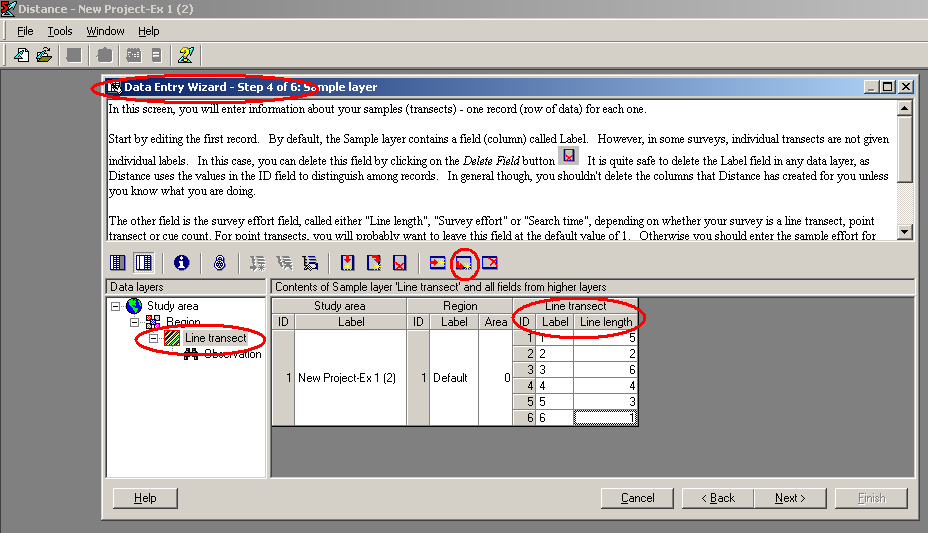 Distance - New Project-Ex 1 (2)
File Tools Window Help
Data Entry Wizard - Step 4 of 6: Sample layer
In this screen, you will enter information about your samples (transects) - one record (row of data) for each one.
Start by editing the first record. By default, the Sample layer contains a field (column) called Label. However, in some surveys, individual transects are not given
individual labels. In this case, you can delete this field by clicking on the Delete Field button It is quite safe to delete the Label field in any data layer, as
Distance uses the values in the ID field to distinguish among records. In general though, you shouldn't delete the columns that Distance has created for you unless
you know what you are doing.
The other field is the survey effort field, called either "Line length", "Survey effort" or "Search time", depending on whether your survey is a line transect, point
transect or cue count. For point transects, you will probably want to leave this field at the default value of 1. Otherwise you should enter the sample effort for
Data layers
Contents of Sample layer 'Line transect' and all fields from higher layers
Study area
Region
Line transect
Observation
Study area Region Line transect
ID Label ID Label Area ID Label Line length
1 New Project-Ex 1 (2) 1 Default 0
1 1 5
2 2 2
3 3 6
4 4 4
5 5 3
6 6 1
Help Cancel < Back Next > Finish